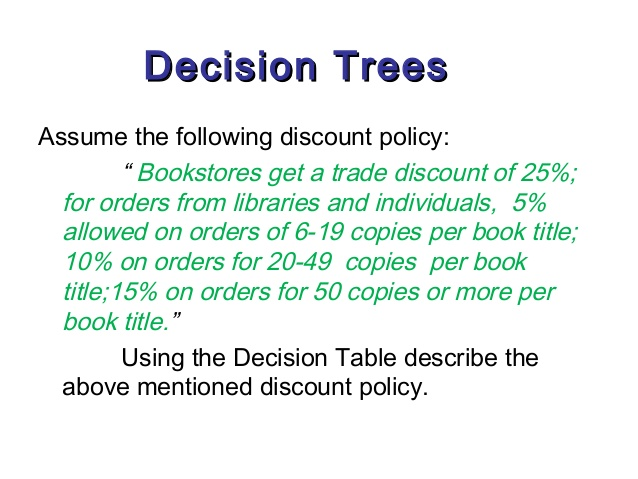 Decision Trees
Assume the following discount policy:
“ Bookstores get a trade discount of 25%;
for orders from libraries and individuals,  5%
allowed on orders of 6-19 copies per book title;
10% on orders for 20-49  copies  per book
title;15% on orders for 50 copies or more per
book title.”
Using the Decision Table describe the
above mentioned discount policy.